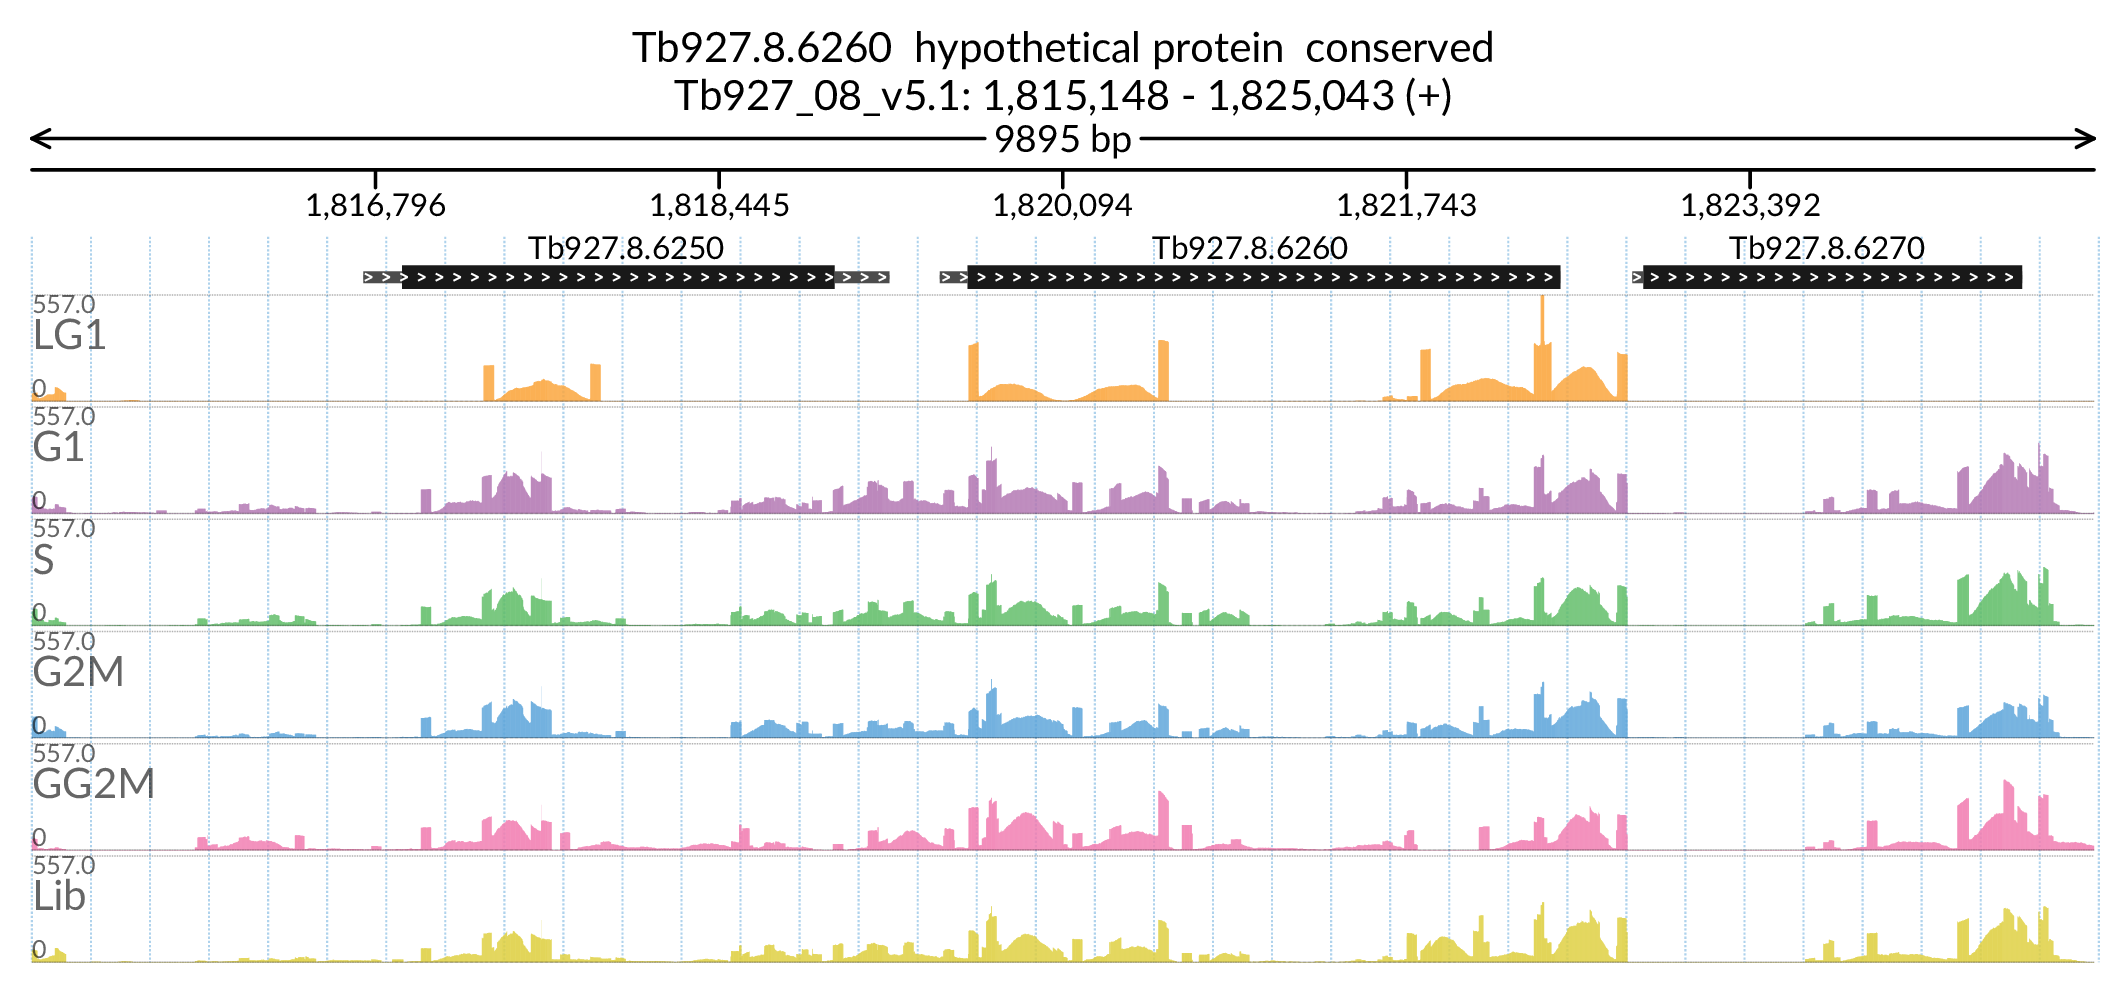 Tb927.8.6260 hypothetical protein conserved
Tb927_08_v5.1: 1,815,148 - 1,825,043 (+)
9895 bp
1,816,796 1,818,445 1,820,094 1,821,743 1,823,392
Tb927.8.6250 Tb927.8.6260 Tb927.8.6270
557.0
LG1
0
557.0
G1
0
557.0
S
0
557.0
G2M
0
557.0
GG2M
0
557.0
Lib
0